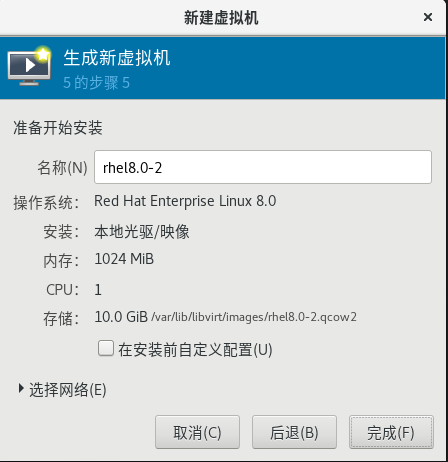 新建虚拟机
生成新虚拟机
5 的步骤 5
准备开始安装
名称(N) rhel8.0-2
操作系统: Red Hat Enterprise Linux 8.0
安装: 本地光驱/映像
内存: 1024 MiB
CPU: 1
存储: 10.0 GiB /var/lib/libvirt/images/rhel8.0-2.qcow2
在安装前自定义配置(U)
选择网络(E)
取消(C) 后退(B) 完成(F)